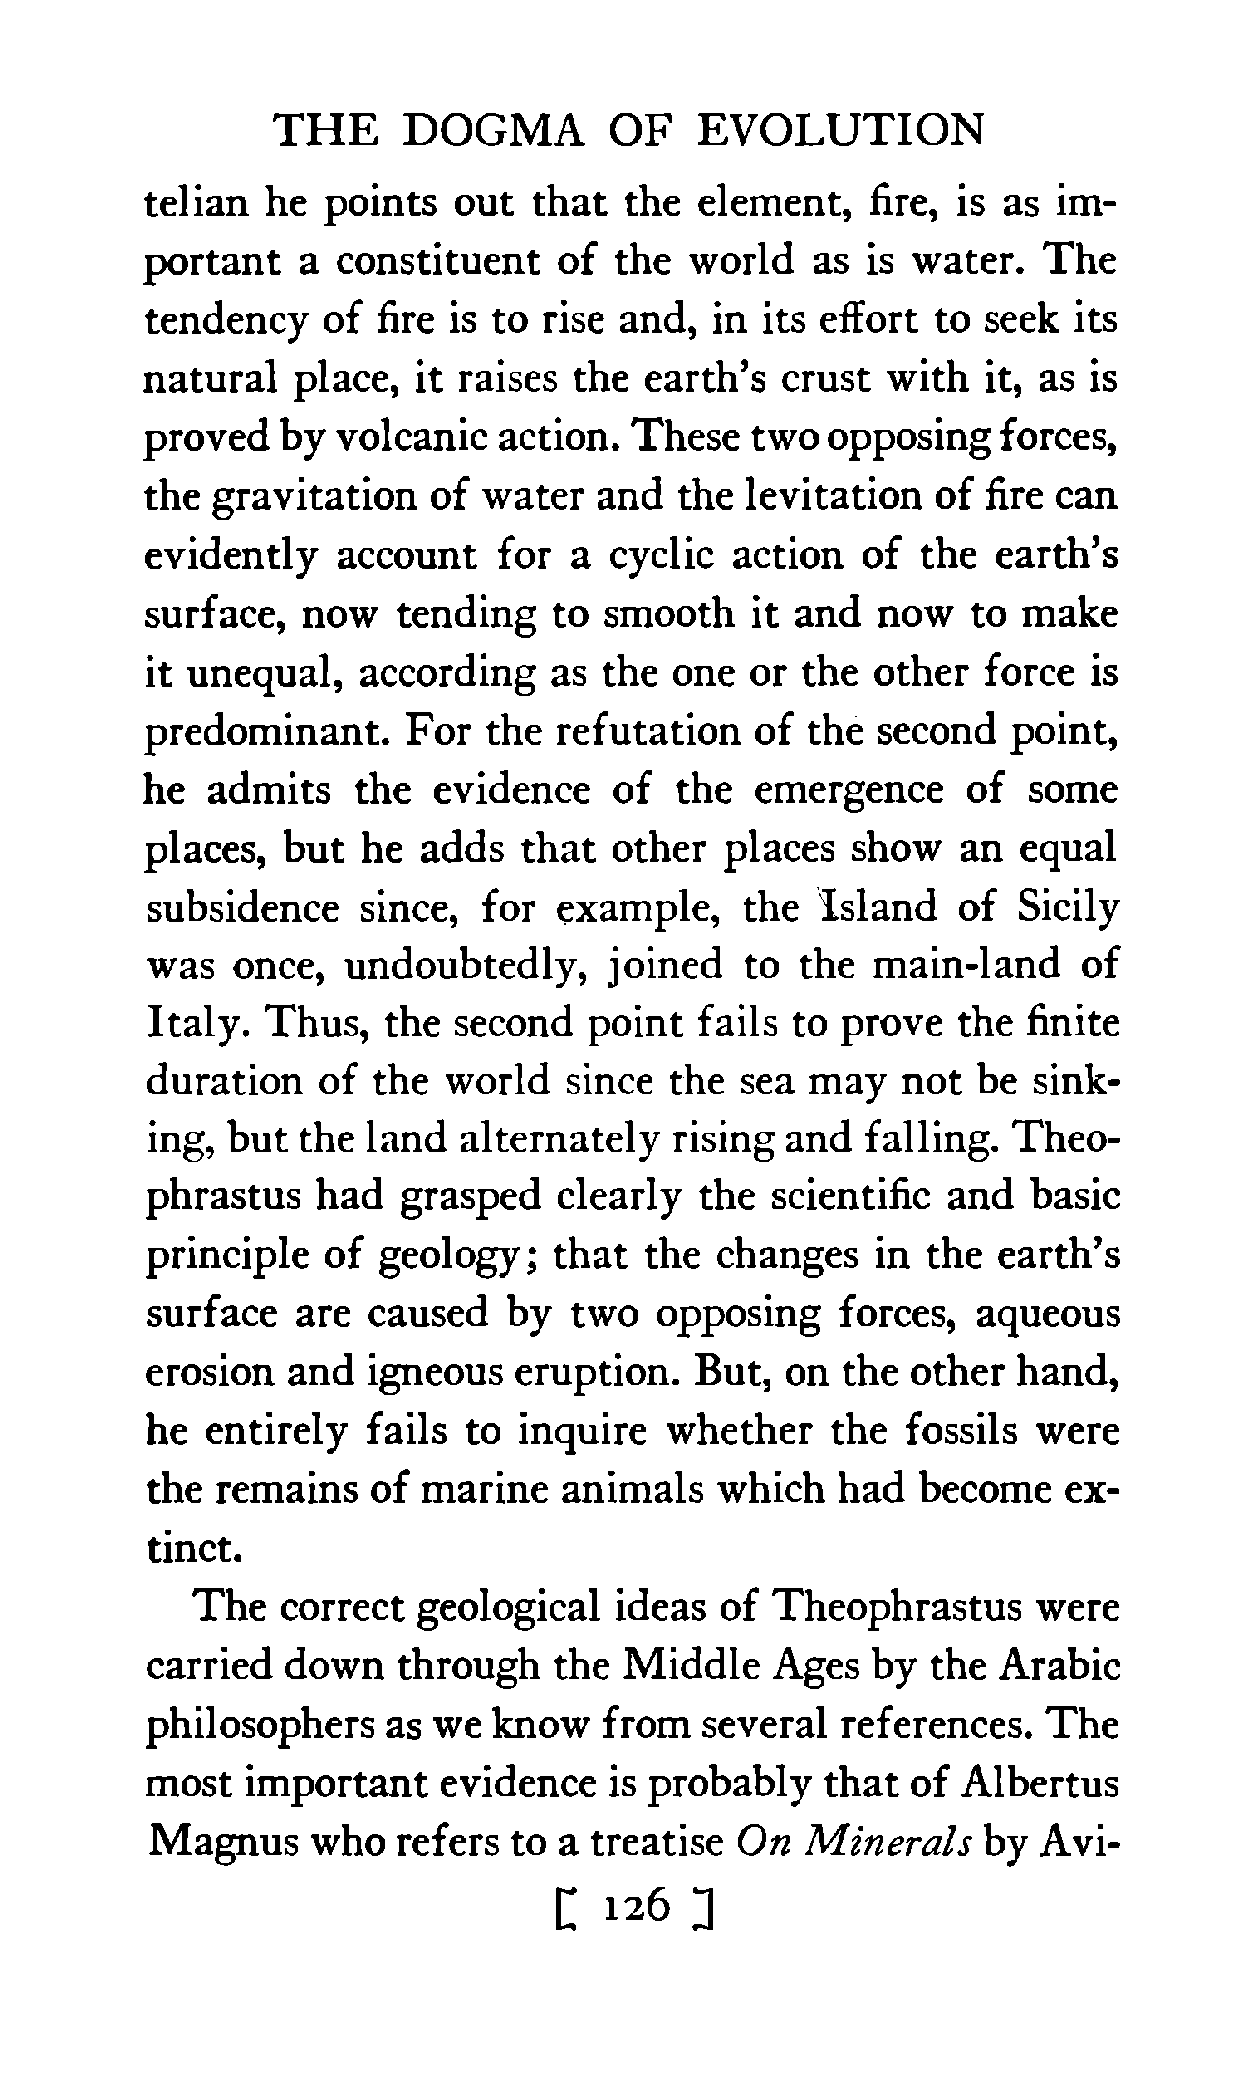 THE DOGMA OF EVOLUTION
telian he points out that the element, fire, is as im-
portant a constituent of the world as is water. The
tendency of fire is to rise and, in its effort to seek its
natural place, it raises the earth's crust with it, as is
proved by volcanic action. These two opposing forces,
the gravitation of water and the levitation of fire can
evidently account for a cyclic action of the earth's
surface, now tending to smooth it and now to make
it unequal, according as the one or the other force is
predominant. For the refutation of the second point,
he admits the evidence of the emergence of some
places, but he adds that other places show an equal
subsidence since, for example, the Island of Sicily
was once, undoubtedly, joined to the main-land of
Italy. Thus, the second point fails to prove the finite
duration of the world since the sea may not be sink-
ing, but the land alternately rising and falling. Theo-
phrastus had grasped clearly the scientific and basic
principle of geology; that the changes in the earth's
surface are caused by two opposing forces, aqueous
erosion and igneous eruption. But, on the other hand,
he entirely fails to inquire whether the fossils were
the remains of marine animals which had become ex-
tinct.
The correct geological ideas of Theophrastus were
carried down through the Middle Ages by the Arabic
philosophers as we know from several references. The
most important evidence is probably that of Albertus
Magnus who refers to a treatise On Minerals by Avi-
[ 126 ]